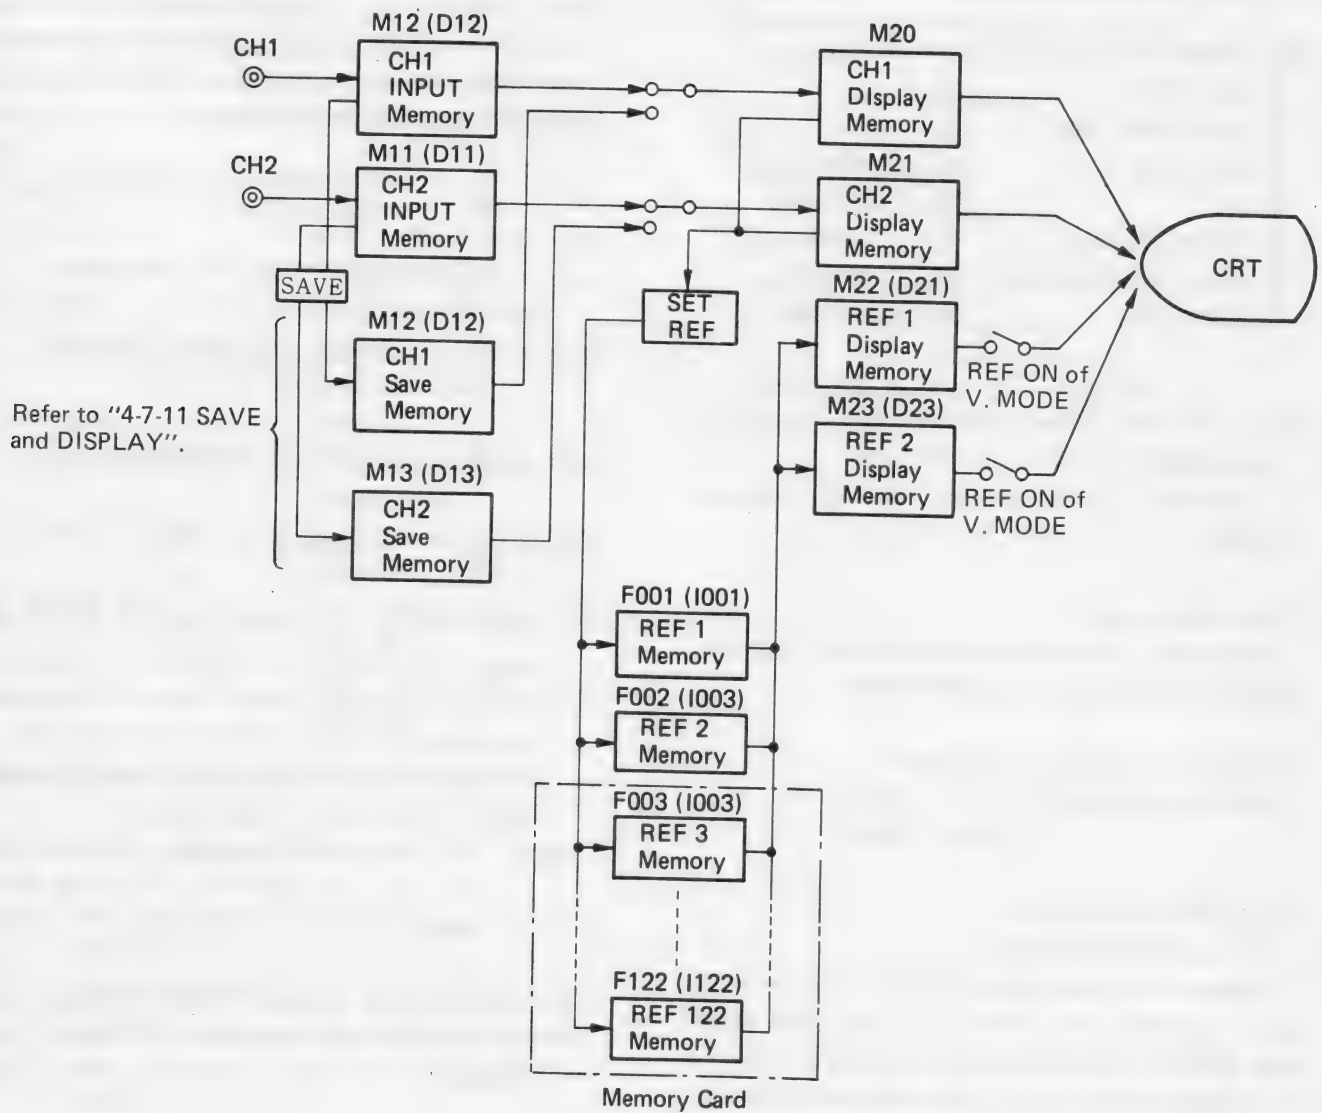 M12 (D12)
CH1
CH1
INPUT
Memory
M11 (D11)
CH2
CH2
INPUT
Memory
SAVE
M12 (D12)
CH1
Save
Memory
Refer to "4-7-11 SAVE
and DISPLAY".
M13 (D13)
CH2
Save
Memory
SET
REF
M20
CH1
DIsplay
Memory
M21
CH2
Display
Memory
M22 (D21)
REF 1
Display
Memory
REF ON of
V. MODE
M23 (D23)
REF 2
Display
Memory
REF ON of
V. MODE
CRT
F001 (I001)
REF 1
Memory
F002 (I003)
REF 2
Memory
F003 (I003)
REF 3
Memory
F122 (I122)
REF 122
Memory
Memory Card